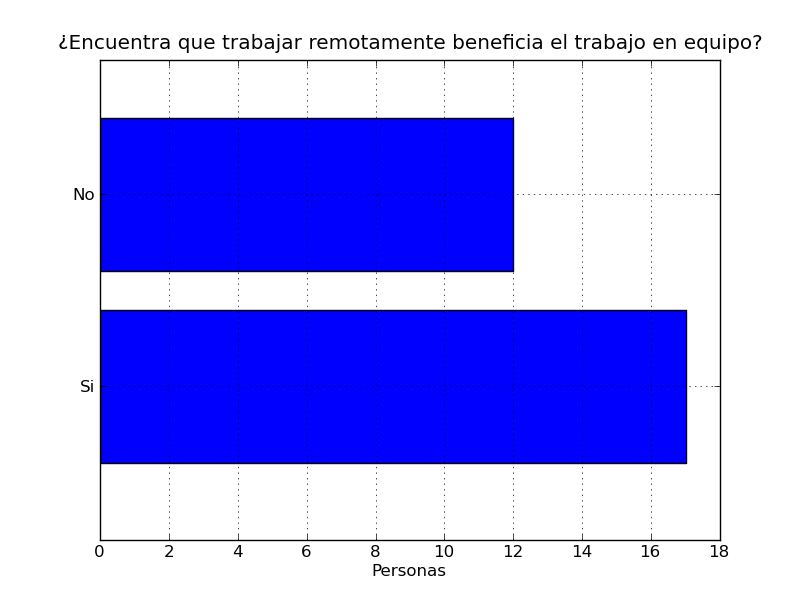 ¿Encuentra que trabajar remotamente beneficia el trabajo en equipo?
No
Si
0 2 4 6 8 10 12 14 16 18
Personas